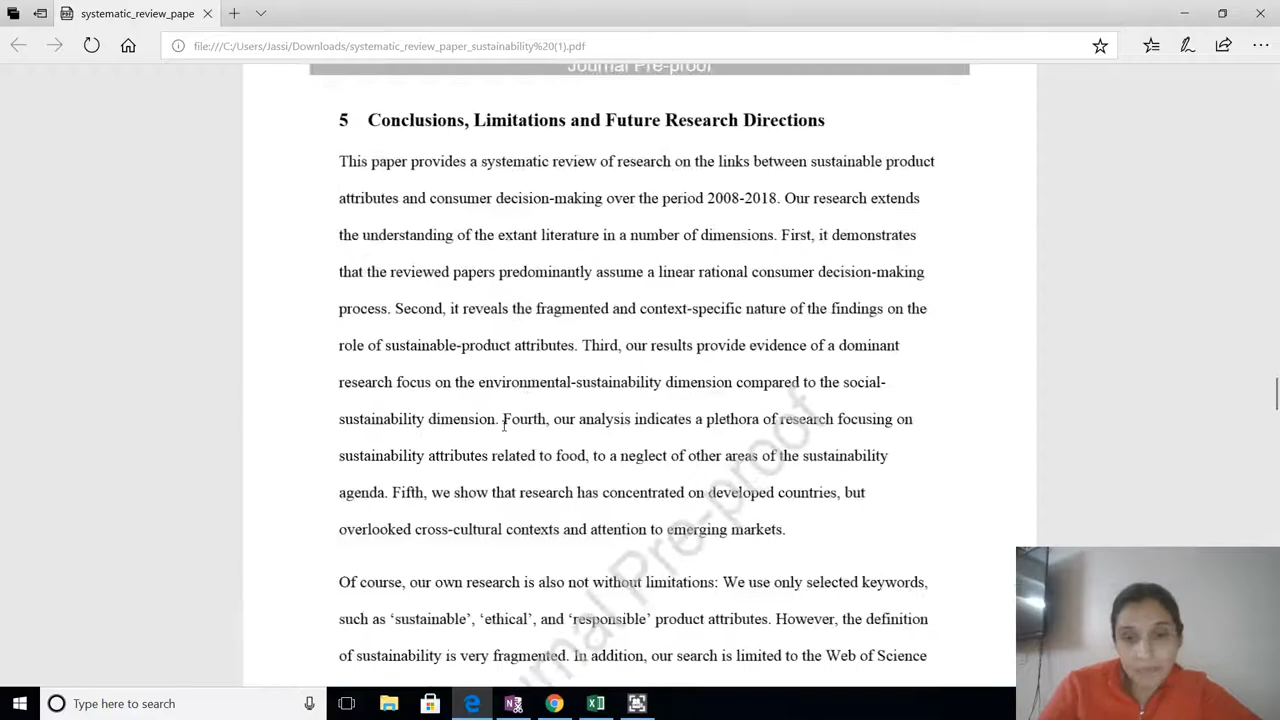 systematic_review_pape
file:///C:/Users/Jassi/Downloads/systematic_review_paper_sustainability%20(1).pdf
Journal Pre-proof
5 Conclusions, Limitations and Future Research Directions
This paper provides a systematic review of research on the links between sustainable product
attributes and consumer decision-making over the period 2008-2018. Our research extends
the understanding of the extant literature in a number of dimensions. First, it demonstrates
that the reviewed papers predominantly assume a linear rational consumer decision-making
process. Second, it reveals the fragmented and context-specific nature of the findings on the
role of sustainable-product attributes. Third, our results provide evidence of a dominant
research focus on the environmental-sustainability dimension compared to the social-
sustainability dimension. Fourth, our analysis indicates a plethora of research focusing on
sustainability attributes related to food, to a neglect of other areas of the sustainability
agenda. Fifth, we show that research has concentrated on developed countries, but
overlooked cross-cultural contexts and attention to emerging markets.
Of course, our own research is also not without limitations: We use only selected keywords,
such as ‘sustainable’, ‘ethical’, and ‘responsible’ product attributes. However, the definition
of sustainability is very fragmented. In addition, our search is limited to the Web of Science
urnal Pre-proof
Type here to search